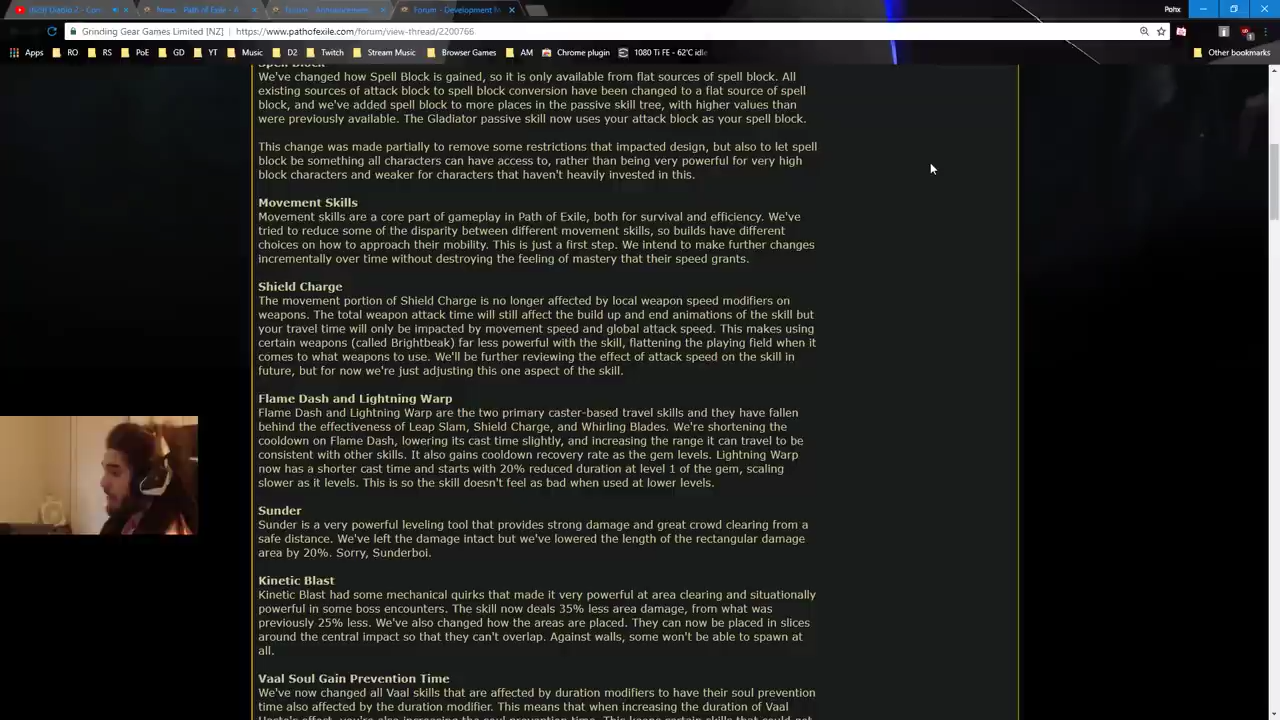 (829) Diablo 2 - Con
News - Path of Exile - A
Forum - Announcements
Forum - Development M
Pohx
Grinding Gear Games Limited [NZ] | https://www.pathofexile.com/forum/view-thread/2200766
Apps RO RS PoE GD YT Music D2 Twitch Stream Music Browser Games AM Chrome plugin 1080 Ti FE - 62°C idle Other bookmarks
Spell Block
We've changed how Spell Block is gained, so it is only available from flat sources of spell block. All
existing sources of attack block to spell block conversion have been changed to a flat source of spell
block, and we've added spell block to more places in the passive skill tree, with higher values than
were previously available. The Gladiator passive skill now uses your attack block as your spell block.
This change was made partially to remove some restrictions that impacted design, but also to let spell
block be something all characters can have access to, rather than being very powerful for very high
block characters and weaker for characters that haven't heavily invested in this.
Movement Skills
Movement skills are a core part of gameplay in Path of Exile, both for survival and efficiency. We've
tried to reduce some of the disparity between different movement skills, so builds have different
choices on how to approach their mobility. This is just a first step. We intend to make further changes
incrementally over time without destroying the feeling of mastery that their speed grants.
Shield Charge
The movement portion of Shield Charge is no longer affected by local weapon speed modifiers on
weapons. The total weapon attack time will still affect the build up and end animations of the skill but
your travel time will only be impacted by movement speed and global attack speed. This makes using
certain weapons (called Brightbeak) far less powerful with the skill, flattening the playing field when it
comes to what weapons to use. We'll be further reviewing the effect of attack speed on the skill in
future, but for now we're just adjusting this one aspect of the skill.
Flame Dash and Lightning Warp
Flame Dash and Lightning Warp are the two primary caster-based travel skills and they have fallen
behind the effectiveness of Leap Slam, Shield Charge, and Whirling Blades. We're shortening the
cooldown on Flame Dash, lowering its cast time slightly, and increasing the range it can travel to be
consistent with other skills. It also gains cooldown recovery rate as the gem levels. Lightning Warp
now has a shorter cast time and starts with 20% reduced duration at level 1 of the gem, scaling
slower as it levels. This is so the skill doesn't feel as bad when used at lower levels.
Sunder
Sunder is a very powerful leveling tool that provides strong damage and great crowd clearing from a
safe distance. We've left the damage intact but we've lowered the length of the rectangular damage
area by 20%. Sorry, Sunderboi.
Kinetic Blast
Kinetic Blast had some mechanical quirks that made it very powerful at area clearing and situationally
powerful in some boss encounters. The skill now deals 35% less area damage, from what was
previously 25% less. We've also changed how the areas are placed. They can now be placed in slices
around the central impact so that they can't overlap. Against walls, some won't be able to spawn at
all.
Vaal Soul Gain Prevention Time
We've now changed all Vaal skills that are affected by duration modifiers to have their soul prevention
time also affected by the duration modifier. This means that when increasing the duration of Vaal
Haste's effect, you're also increasing the soul prevention time. This keeps certain skills that could not